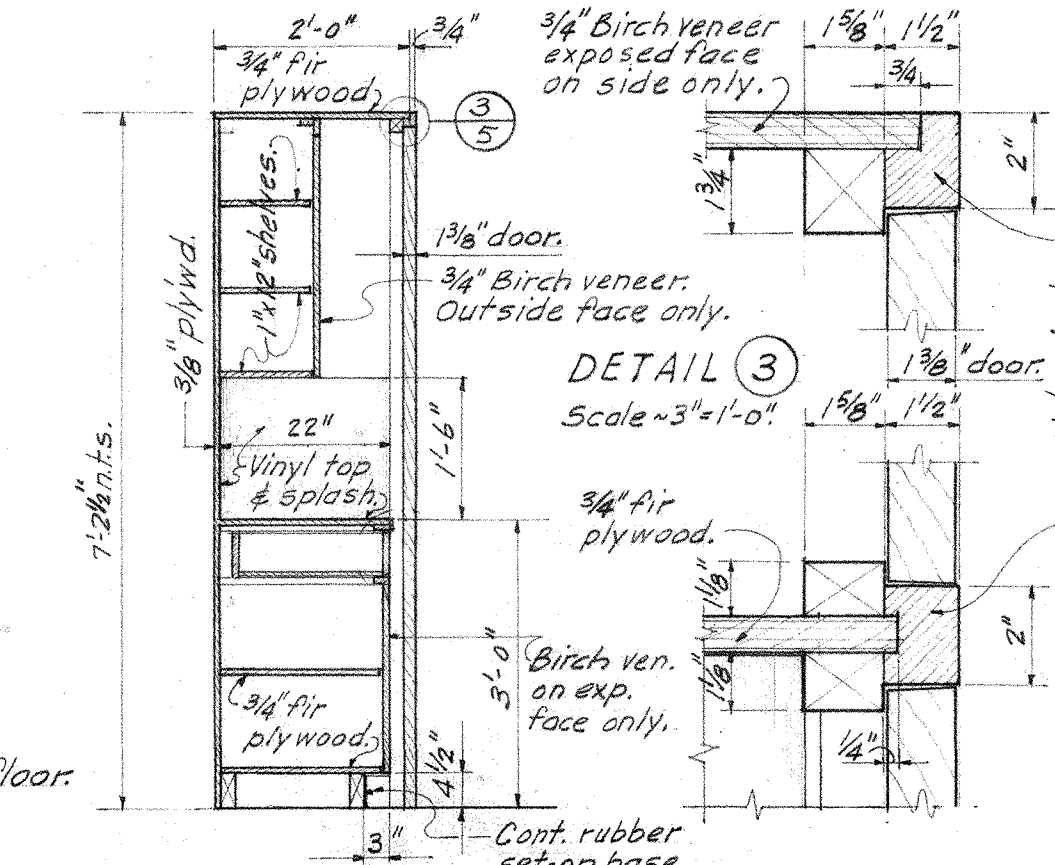 2'-0"
3/4"
3/4" fir
plywood
3
5
1"x12" shelves.
3/8" plywd.
1 3/8" door.
3/4" Birch veneer.
Outside face only.
22"
1'-6"
Vinyl top
& splash.
7'-2 1/2" n.t.s.
3'-0"
Birch ven.
on exp.
face only.
3/4" fir
plywood.
4 1/2"
floor.
3"
Cont. rubber
set-on base
3/4" Birch veneer
exposed face
on side only.
1 5/8"
1 1/2"
3/4
1 3/4"
2"
DETAIL 3
Scale ~ 3" = 1'-0".
1 3/8" door.
1 5/8"
1 1/2"
3/4" fir
plywood.
1 1/8"
1 1/8"
2"
1/4"